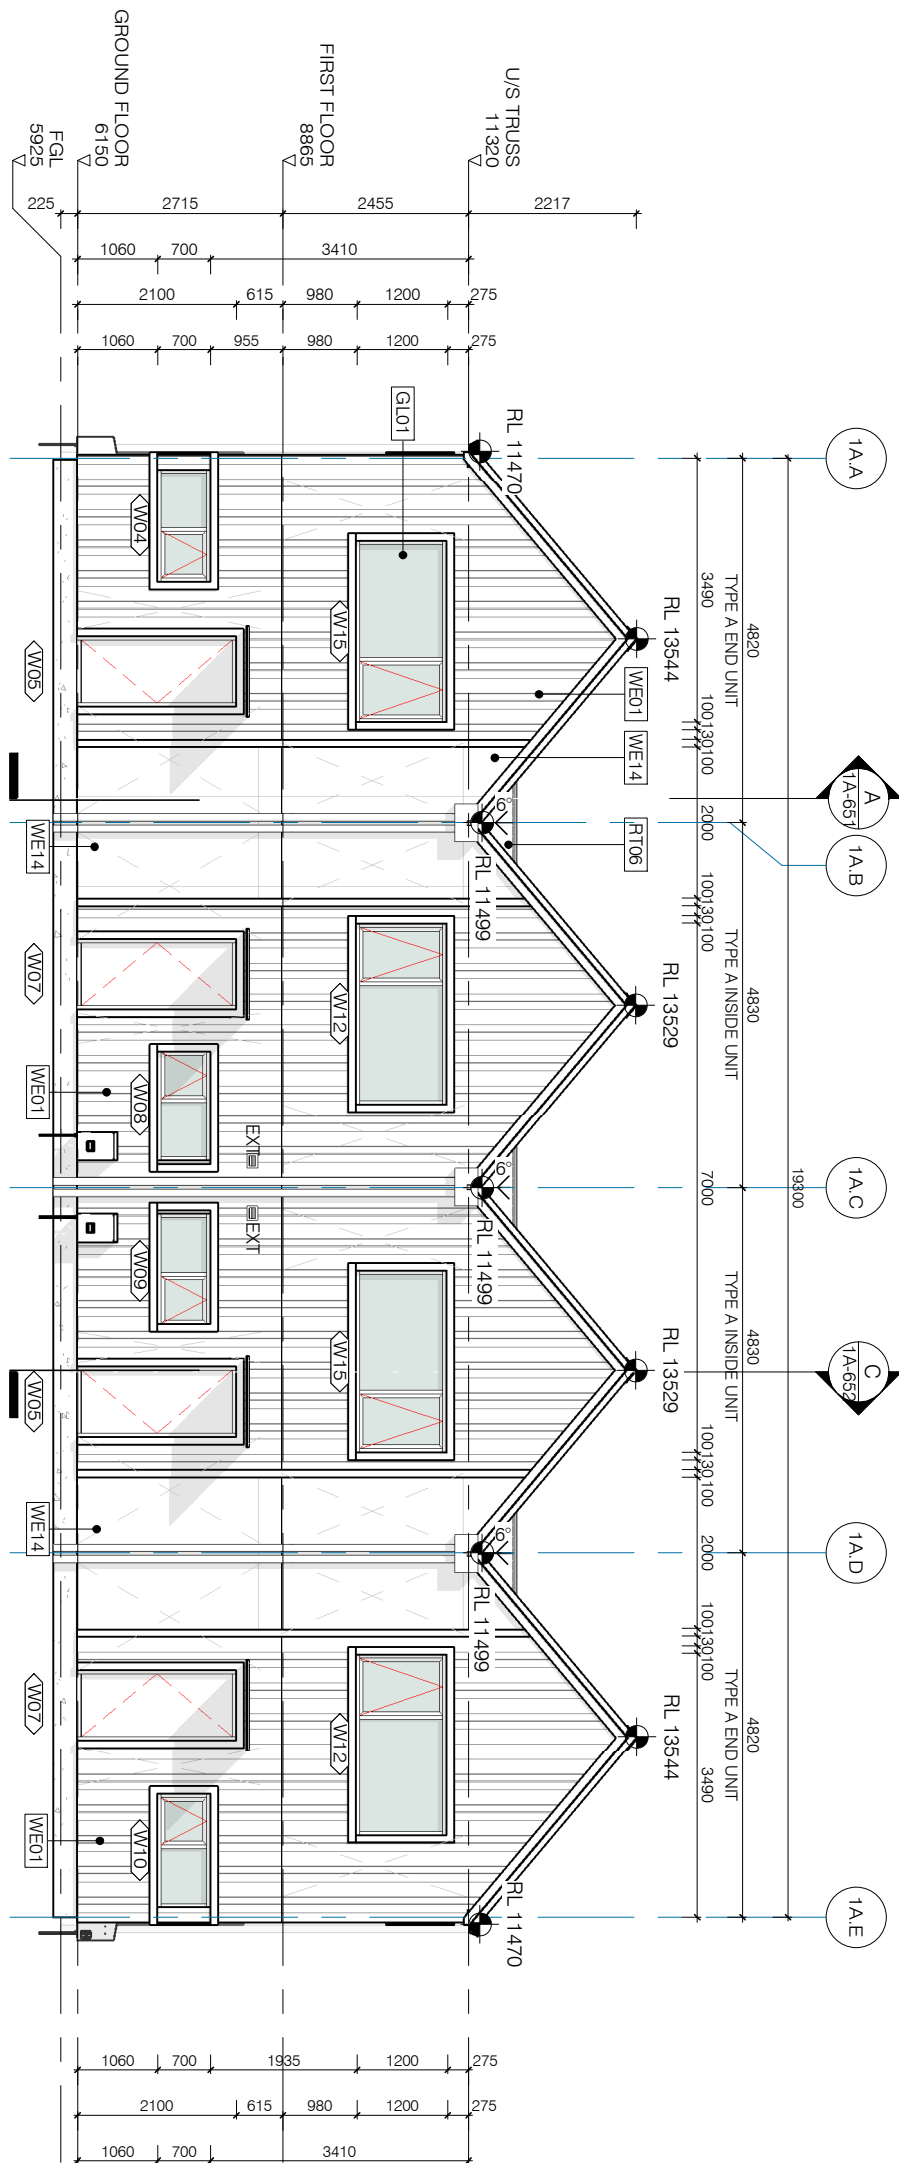 1A.A
1A.B
1A.C
1A.D
1A.E
A
1A-651
C
1A-652
19300
4820
4830
4830
4820
TYPE A END UNIT
TYPE A INSIDE UNIT
TYPE A INSIDE UNIT
TYPE A END UNIT
3490
100
130
100
2000
100
130
100
7000
100
130
100
2000
100
130
100
3490
RL 13544
RL 13529
RL 13529
RL 13544
RL 11470
RL 11499
RL 11499
RL 11499
RL 11470
6°
6°
6°
WE01
WE14
RT06
GL01
U/S TRUSS
11320
FIRST FLOOR
8865
GROUND FLOOR
6150
FGL
5925
2217
2455
2715
225
3410
700
1060
275
1200
980
615
2100
275
1200
980
955
700
1060
W15
W12
W15
W12
EXT
EXT
W04
W08
W09
W10
W05
WE14
W07
WE01
W05
WE14
W07
WE01
275
1200
1935
700
1060
275
1200
980
615
2100
3410
700
1060